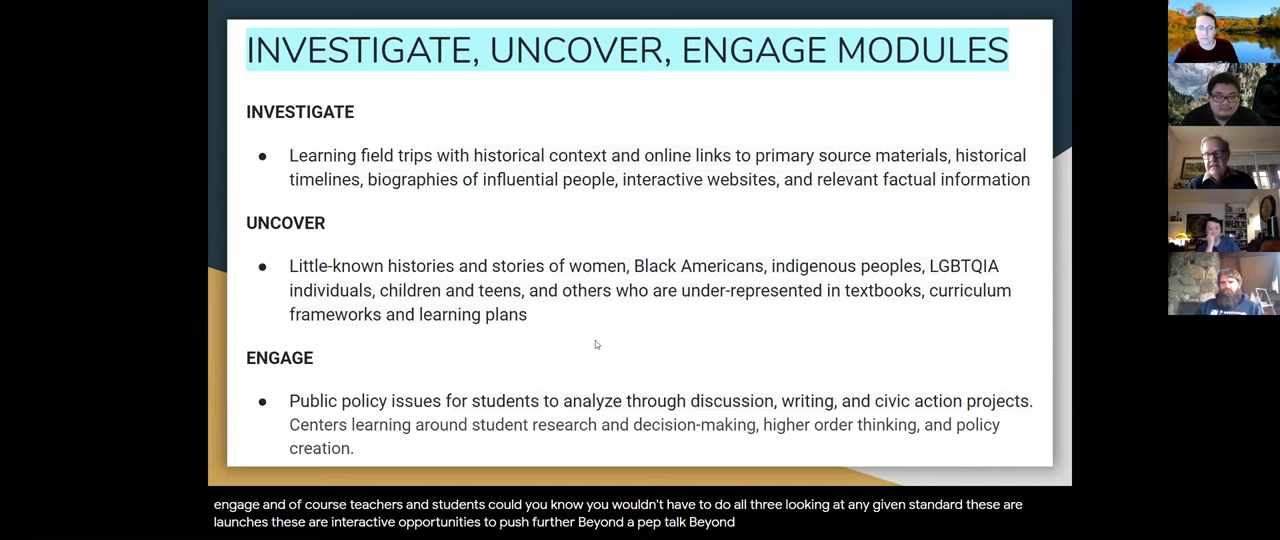 INVESTIGATE, UNCOVER, ENGAGE MODULES
INVESTIGATE
● Learning field trips with historical context and online links to primary source materials, historical
timelines, biographies of influential people, interactive websites, and relevant factual information
UNCOVER
● Little-known histories and stories of women, Black Americans, indigenous peoples, LGBTQIA
individuals, children and teens, and others who are under-represented in textbooks, curriculum
frameworks and learning plans
ENGAGE
● Public policy issues for students to analyze through discussion, writing, and civic action projects.
Centers learning around student research and decision-making, higher order thinking, and policy
creation.
engage and of course teachers and students could you know you wouldn't have to do all three looking at any given standard these are
launches these are interactive opportunities to push further Beyond a pep talk Beyond